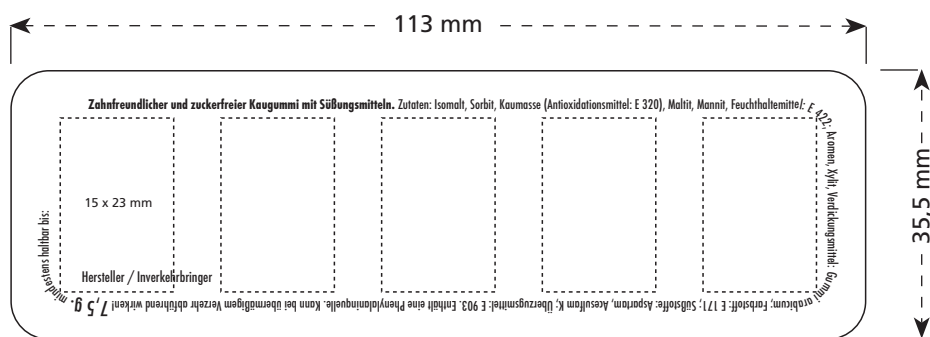 113 mm
Zahnfreundlicher und zuckerfreier Kaugummi mit Süßungsmitteln. Zutaten: Isomalt, Sorbit, Kaumasse (Antioxidationsmittel: E 320), Maltit, Mannit, Feuchthaltemittel: E 422; Aromen, Xylit, Verdickungsmittel: Gummi arabicum; Farbstoff: E 171; Süßstoffe: Aspartam, Acesulfam K; Überzugsmittel: E 903. Enthält eine Phenylalaninquelle. Kann bei übermäßigem Verzehr abführend wirken! 7,5 g. mindestens haltbar bis:
15 x 23 mm
Hersteller / Inverkehrbringer
35,5 mm